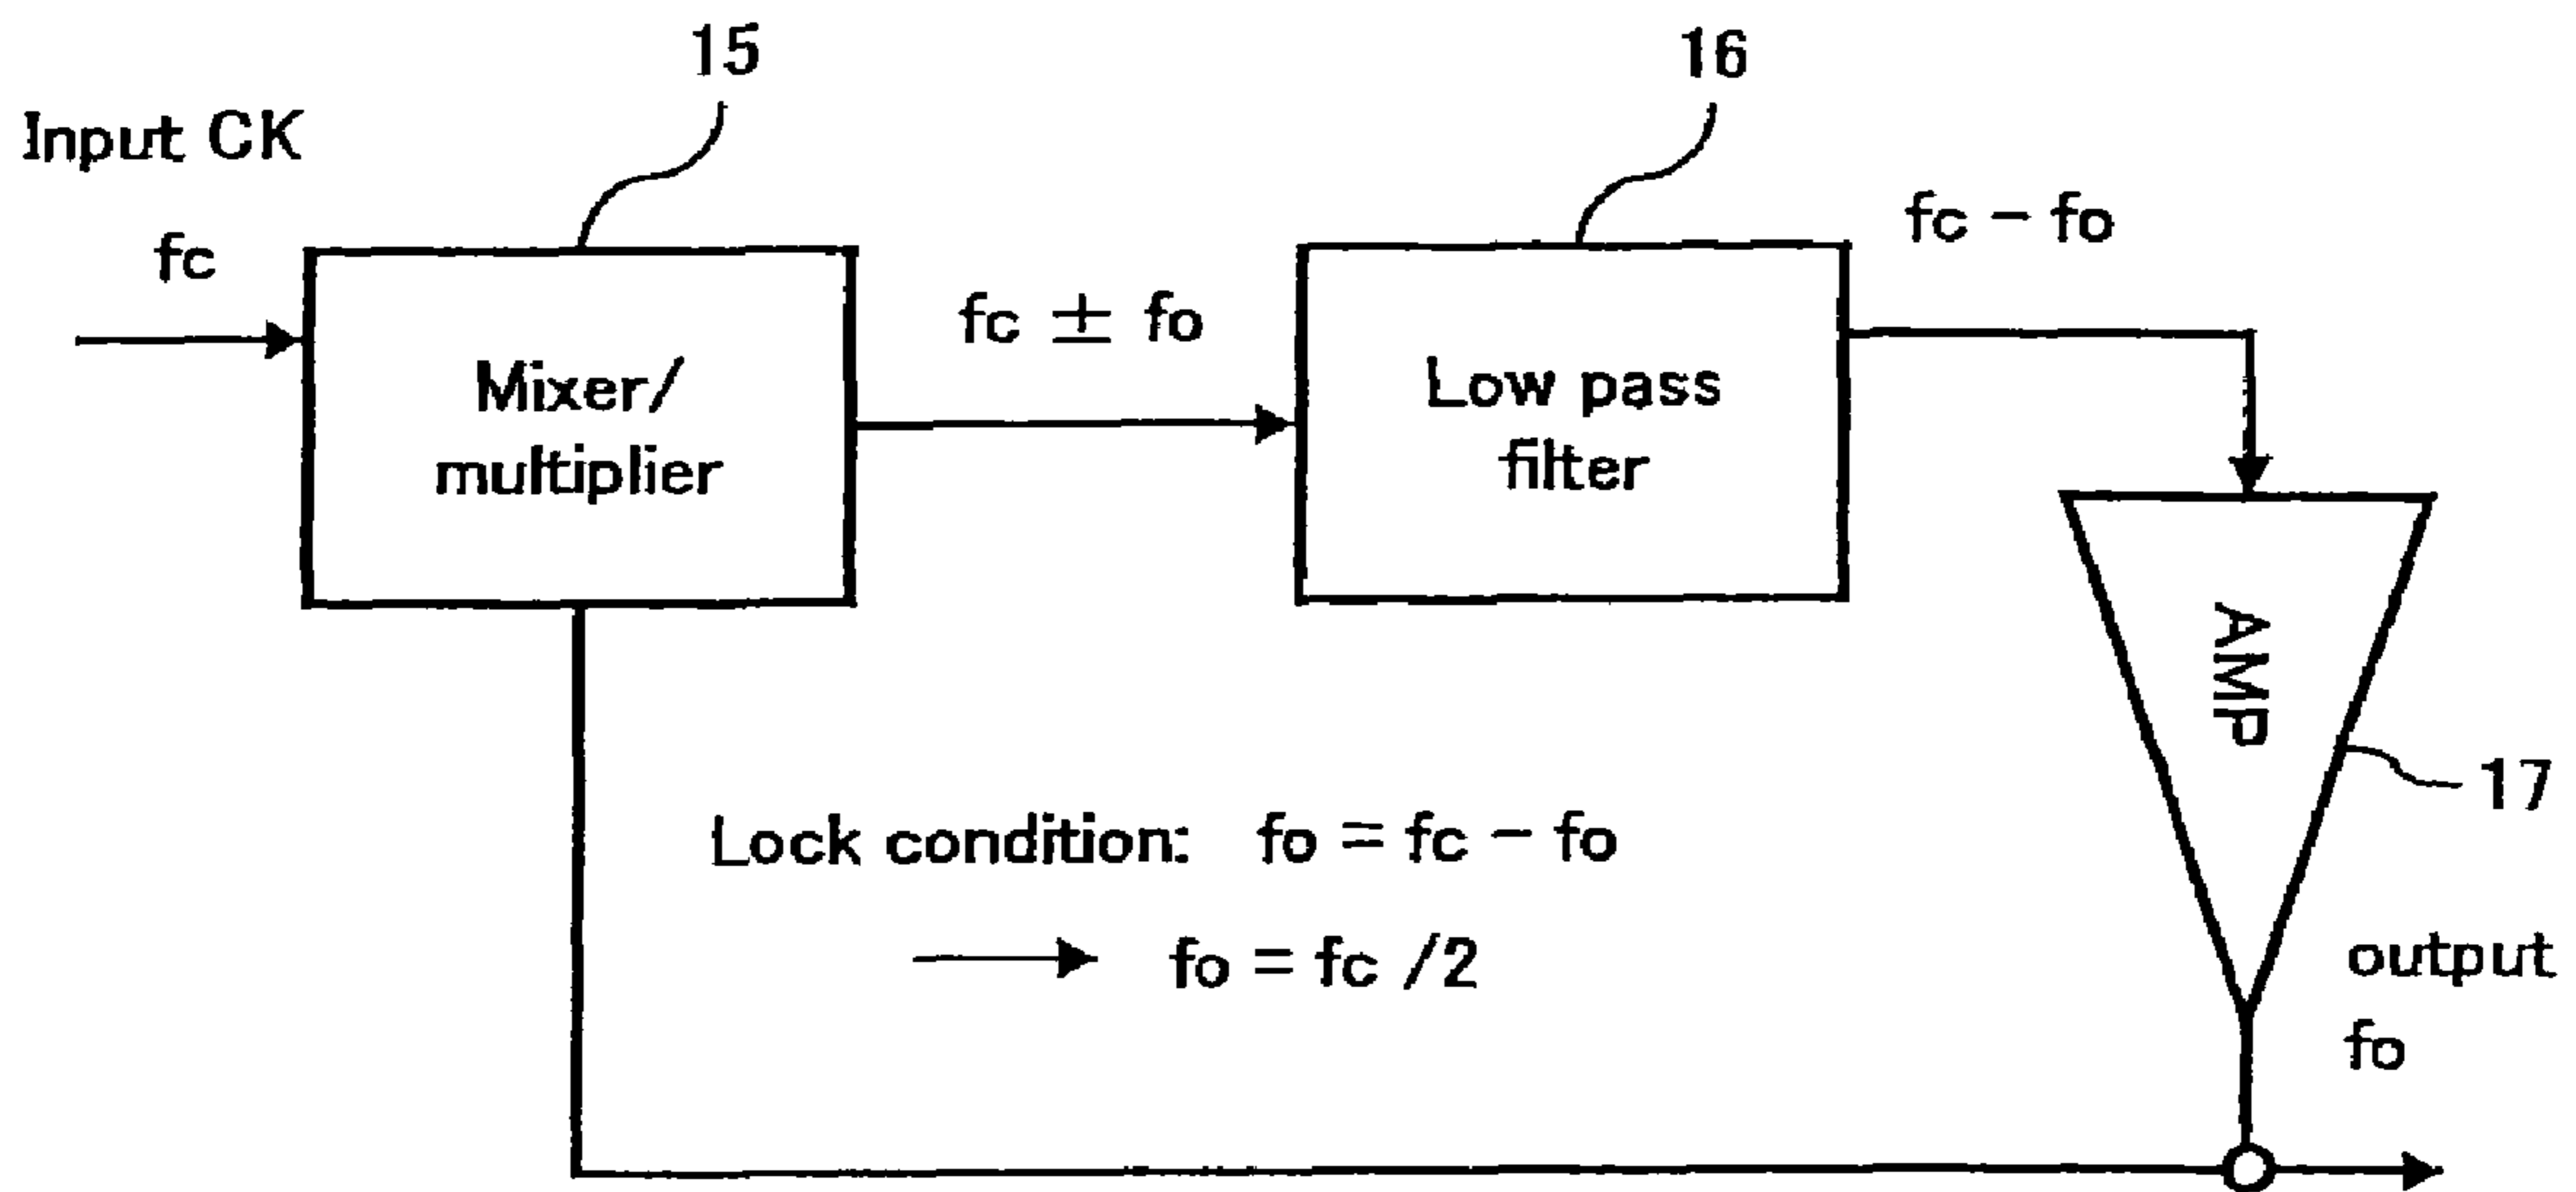 15
16
Input CK
fc
Mixer/
multiplier
fc ± fo
Low pass
filter
fc − fo
AMP
17
Lock condition: fo = fc − fo
fo = fc /2
output
fo